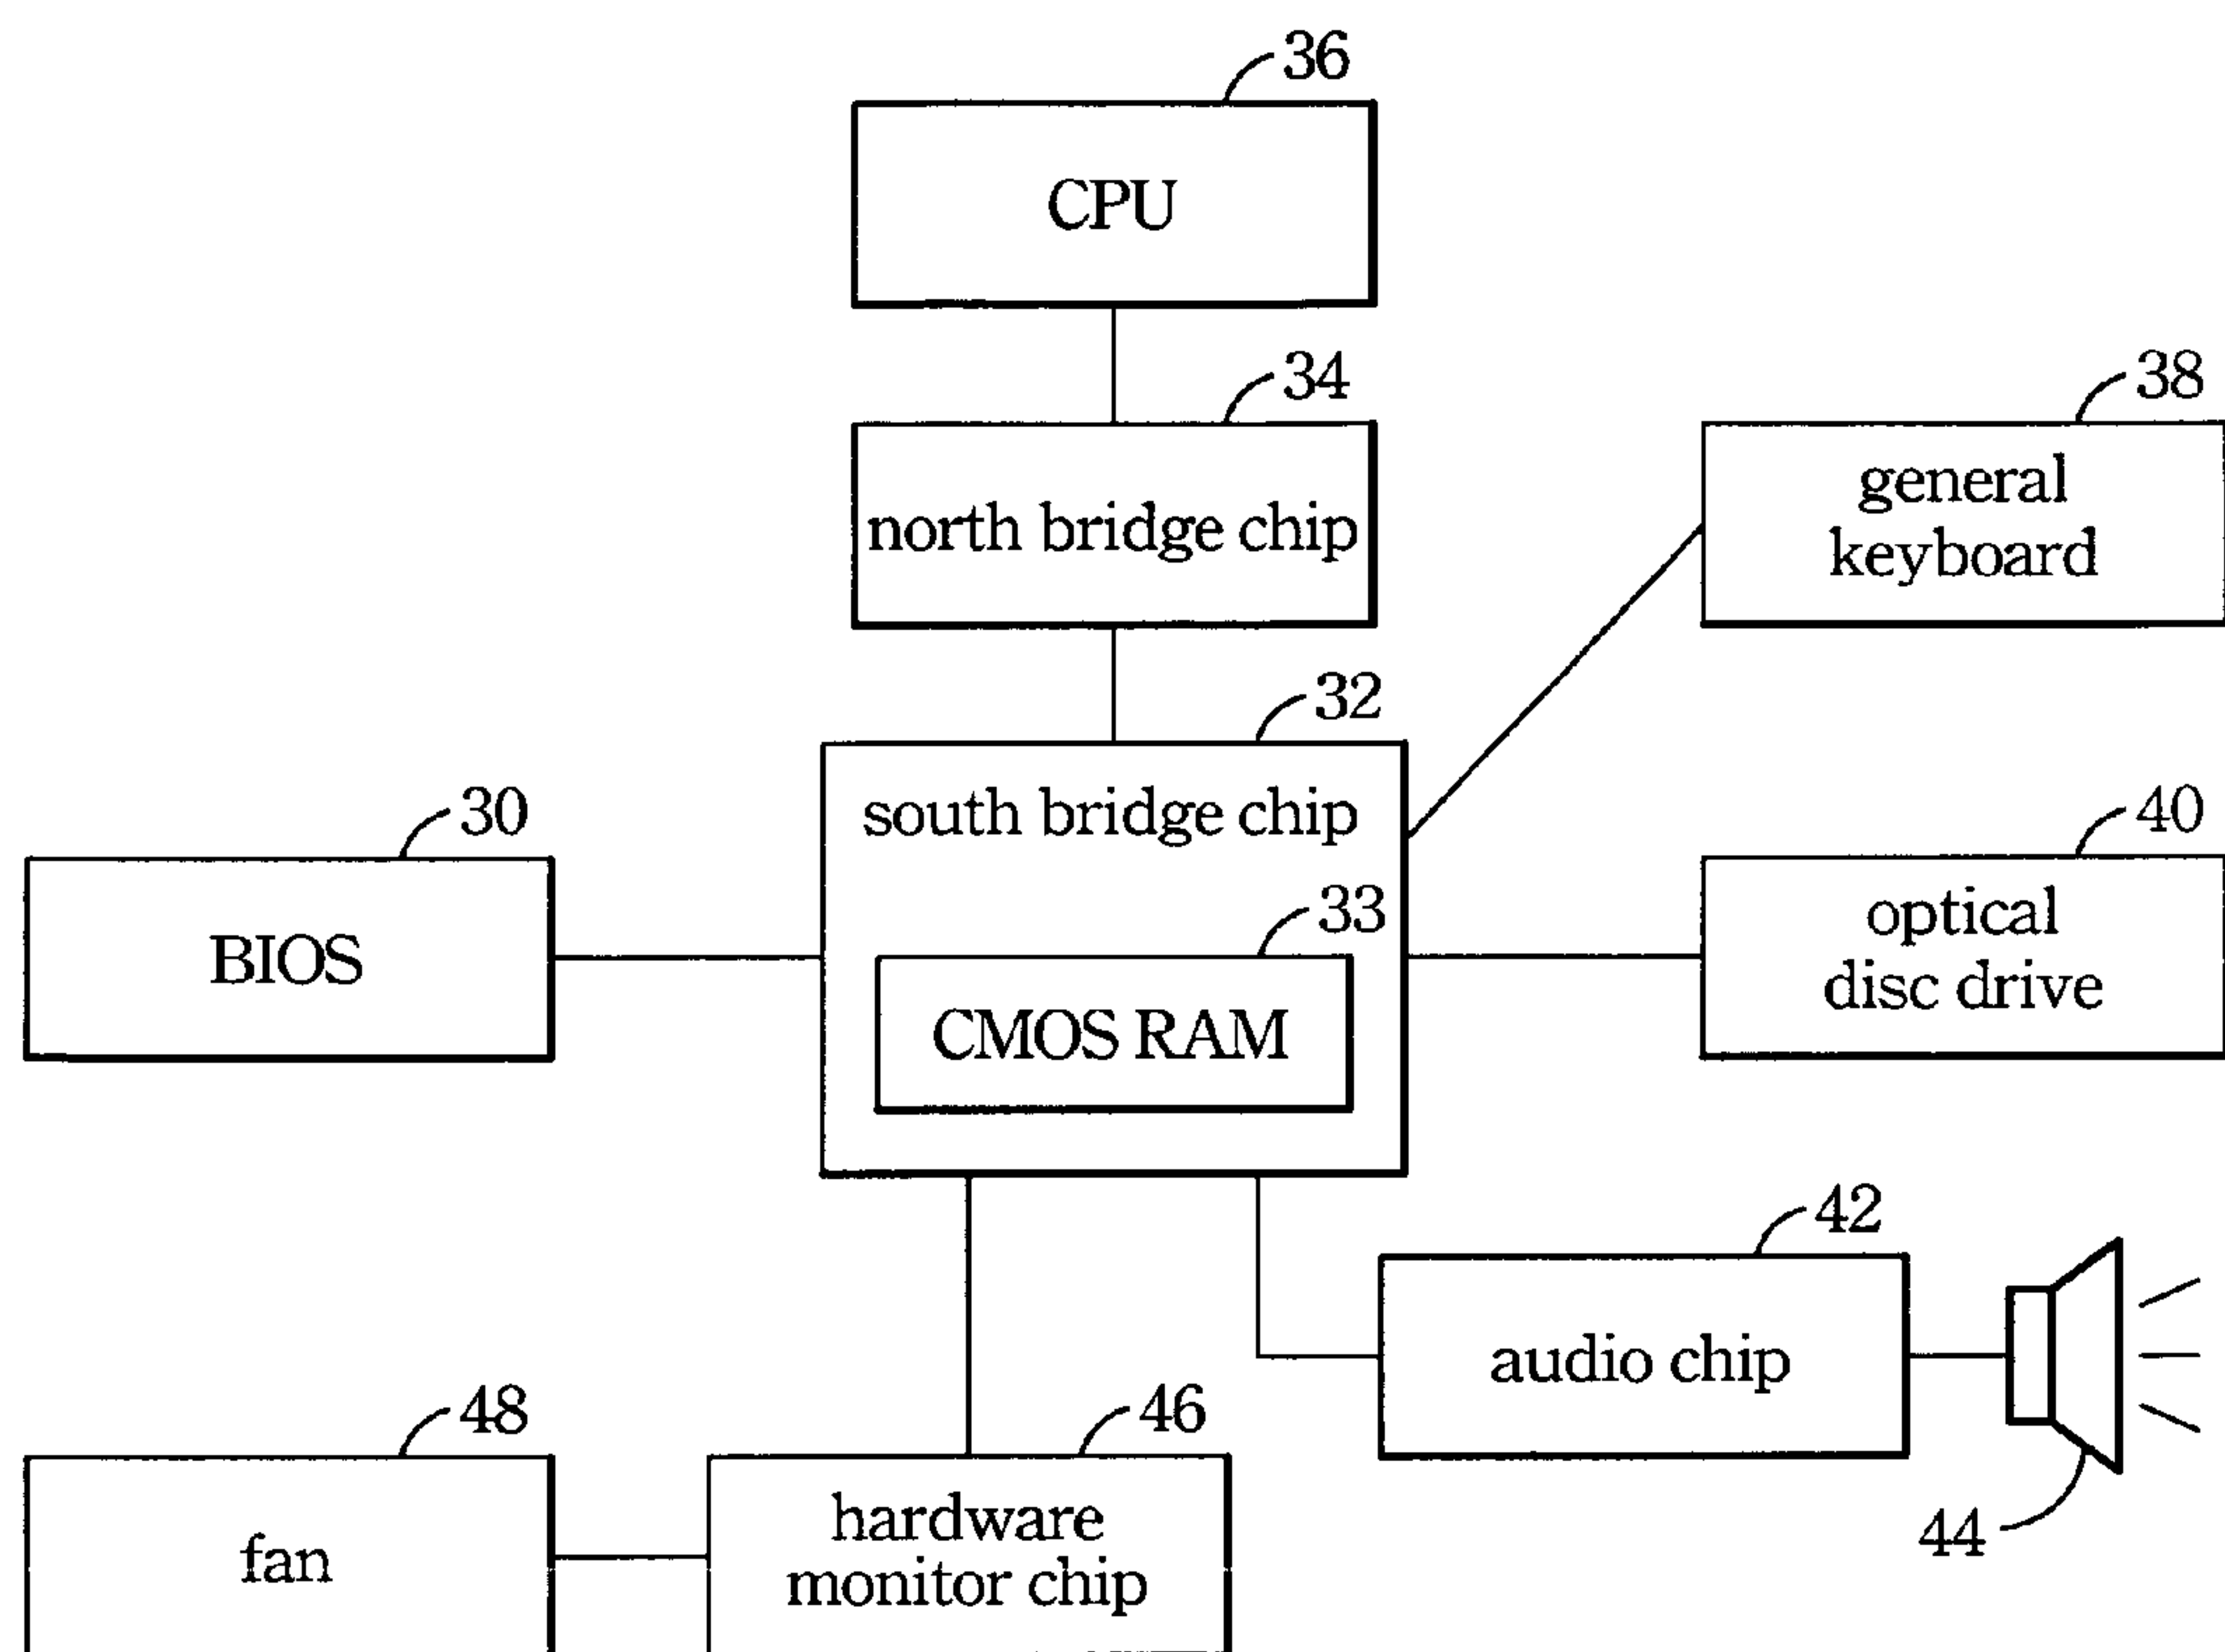 36
CPU
34
north bridge chip
38
general
keyboard
32
south bridge chip
30
BIOS
33
CMOS RAM
40
optical
disc drive
42
audio chip
44
48
fan
46
hardware
monitor chip